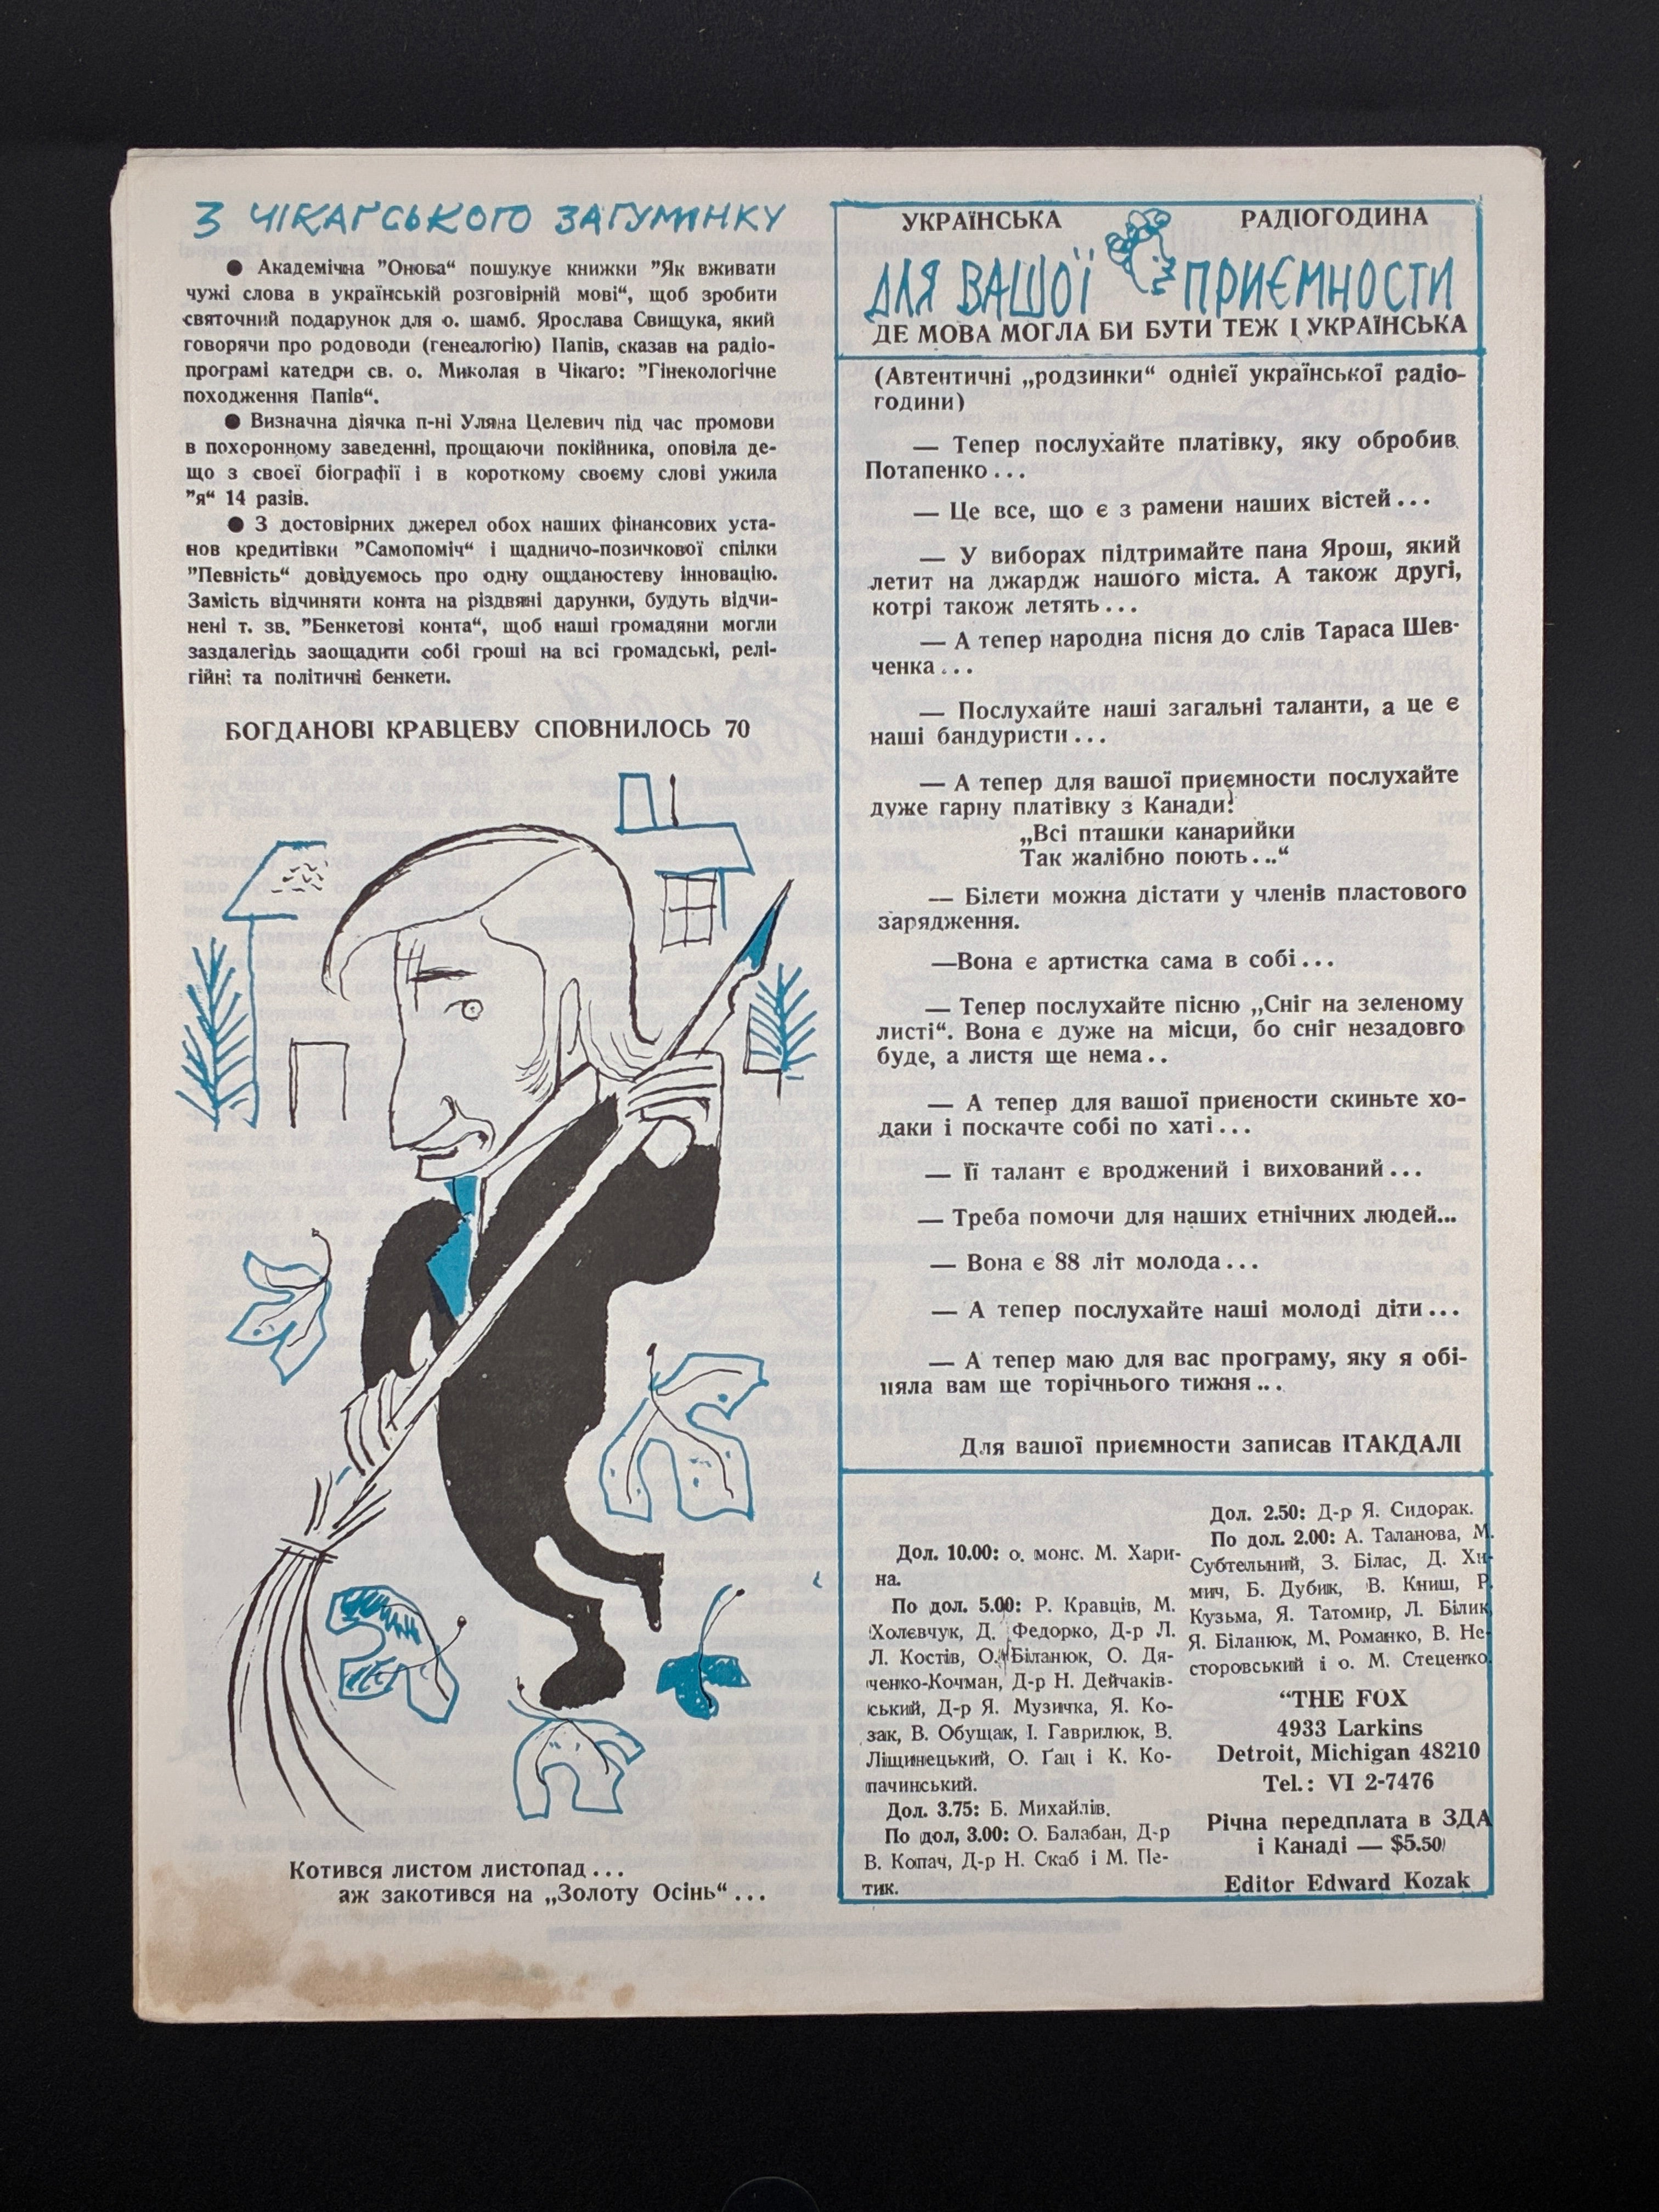 З ЧІКАҐСЬКОГО ЗАГУМІНКУ
● Академічна "Онова“ пошукує книжки "Як вживати
чужі слова в українській розговірній мові“, щоб зробити
святочний подарунок для о. шамб. Ярослава Свищука, який
говорячи про родоводи (генеалогію) Папів, сказав на радіо-
програмі катедри св. о. Миколая в Чікаґо: "Гінекологічне
походження Папів“.
● Визначна діячка п-ні Уляна Целевич під час промови
в похоронному заведенні, прощаючи покійника, оповіла де-
що з своєї біографії і в короткому своєму слові ужила
"я“ 14 разів.
● З достовірних джерел обох наших фінансових уста-
нов кредитівки "Самопоміч“ і щадничо-позичкової спілки
"Певність“ довідуємось про одну ощданостеву інновацію.
Замість відчиняти конта на різдвяні дарунки, будуть відчи-
нені т. зв. "Бенкетові конта“, щоб наші громадяни могли
заздалегідь заощадити собі гроші на всі громадські, релі-
гійні та політичні бенкети.
БОГДАНОВІ КРАВЦЕВУ СПОВНИЛОСЬ 70
Котився листом листопад...
аж закотився на „Золоту Осінь“...
УКРАЇНСЬКА РАДІОГОДИНА
ДЛЯ ВАШОЇ ПРИЄМНОСТИ
ДЕ МОВА МОГЛА БИ БУТИ ТЕЖ І УКРАЇНСЬКА
(Автентичні „родзинки“ однієї української радіо-
години)
— Тепер послухайте платівку, яку обробив
Потапенко...
— Це все, що є з рамени наших вістей...
— У виборах підтримайте пана Ярош, який
летит на джардж нашого міста. А також другі,
котрі також летять...
— А тепер народна пісня до слів Тараса Шев-
ченка...
— Послухайте наші загальні таланти, а це є
наші бандуристи...
— А тепер для вашої приємности послухайте
дуже гарну платівку з Канади:
„Всі пташки канарийки
Так жалібно поють...“
— Білети можна дістати у членів пластового
зарядження.
—Вона є артистка сама в собі...
— Тепер послухайте пісню „Сніг на зеленому
листі“. Вона є дуже на місци, бо сніг незадовго
буде, а листя ще нема..
— А тепер для вашої приєности скиньте хо-
даки і поскачте собі по хаті...
— Її талант є вроджений і вихований...
— Треба помочи для наших етнічних людей...
— Вона є 88 літ молода...
— А тепер послухайте наші молоді діти...
— А тепер маю для вас програму, яку я обі-
цяла вам ще торічнього тижня...
Для вашої приємности записав ІТАКДАЛІ
Дол. 10.00: о. монс. М. Хари-
на.
По дол. 5.00: Р. Кравців, М.
Холевчук, Д. Федорко, Д-р Л.
Л. Костів, О. Біланюк, О. Дя-
ченко-Кочман, Д-р Н. Дейчаків-
ський, Д-р Я. Музичка, Я. Ко-
зак, В. Обущак, І. Гаврилюк, В.
Ліщинецький, О. Ґац і К. Ко-
пачинський.
Дол. 3.75: Б. Михайлів.
По дол, 3.00: О. Балабан, Д-р
В. Копач, Д-р Н. Скаб і М. Пе-
тик.
Дол. 2.50: Д-р Я. Сидорак.
По дол. 2.00: А. Таланова, М.
Субтельний, З. Білас, Д. Хи-
мич, Б. Дубик, В. Книш, Р.
Кузьма, Я. Татомир, Л. Білик,
Я. Біланюк, М. Романко, В. Не-
сторовський і о. М. Стеценко.
“THE FOX
4933 Larkins
Detroit, Michigan 48210
Tel.: VI 2-7476
Річна передплата в ЗДА
і Канаді — $5.50
Editor Edward Kozak